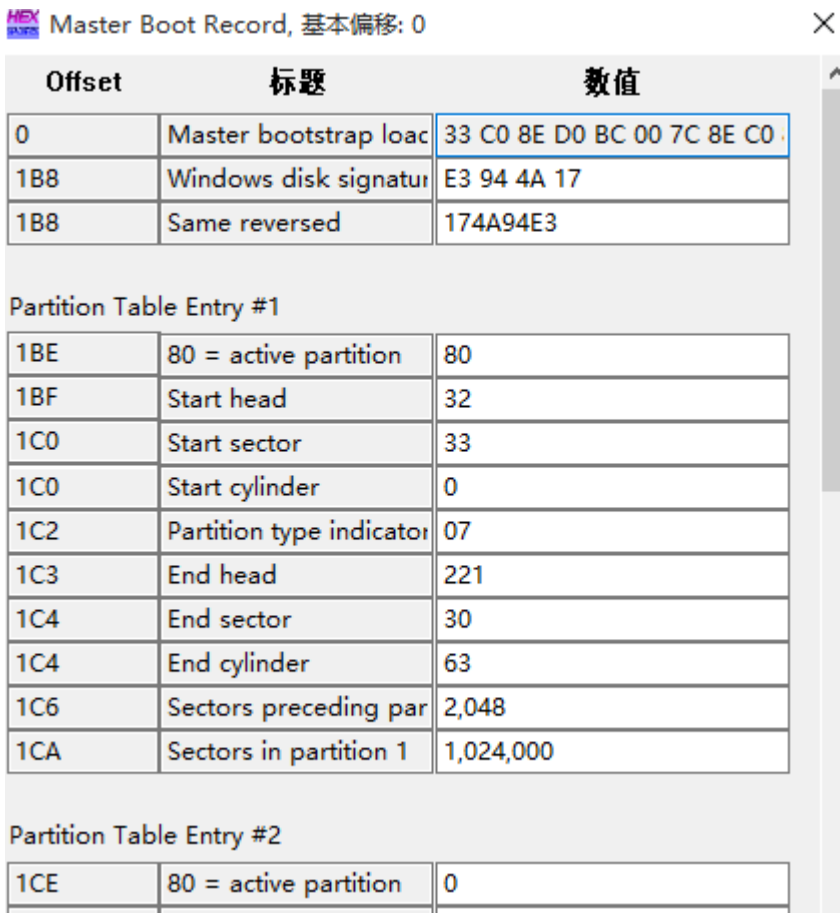 HEX
Master Boot Record, 基本偏移: 0
Offset 标题 数值
0 Master bootstrap loac 33 C0 8E D0 BC 00 7C 8E C0
1B8 Windows disk signatur E3 94 4A 17
1B8 Same reversed 174A94E3
Partition Table Entry #1
1BE 80 = active partition 80
1BF Start head 32
1C0 Start sector 33
1C0 Start cylinder 0
1C2 Partition type indicator 07
1C3 End head 221
1C4 End sector 30
1C4 End cylinder 63
1C6 Sectors preceding par 2,048
1CA Sectors in partition 1 1,024,000
Partition Table Entry #2
1CE 80 = active partition 0